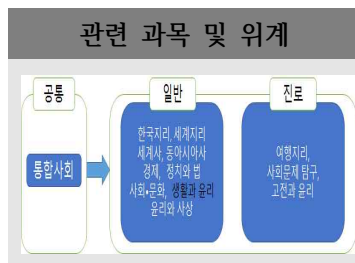 관련 과목 및 위계
공통
일반
진로
통합사회
한국지리, 세계지리
세계사, 동아시아사
경제, 정치와 법
사회•문화, 생활과 윤리
윤리와 사상
여행지리,
사회문제 탐구,
고전과 윤리